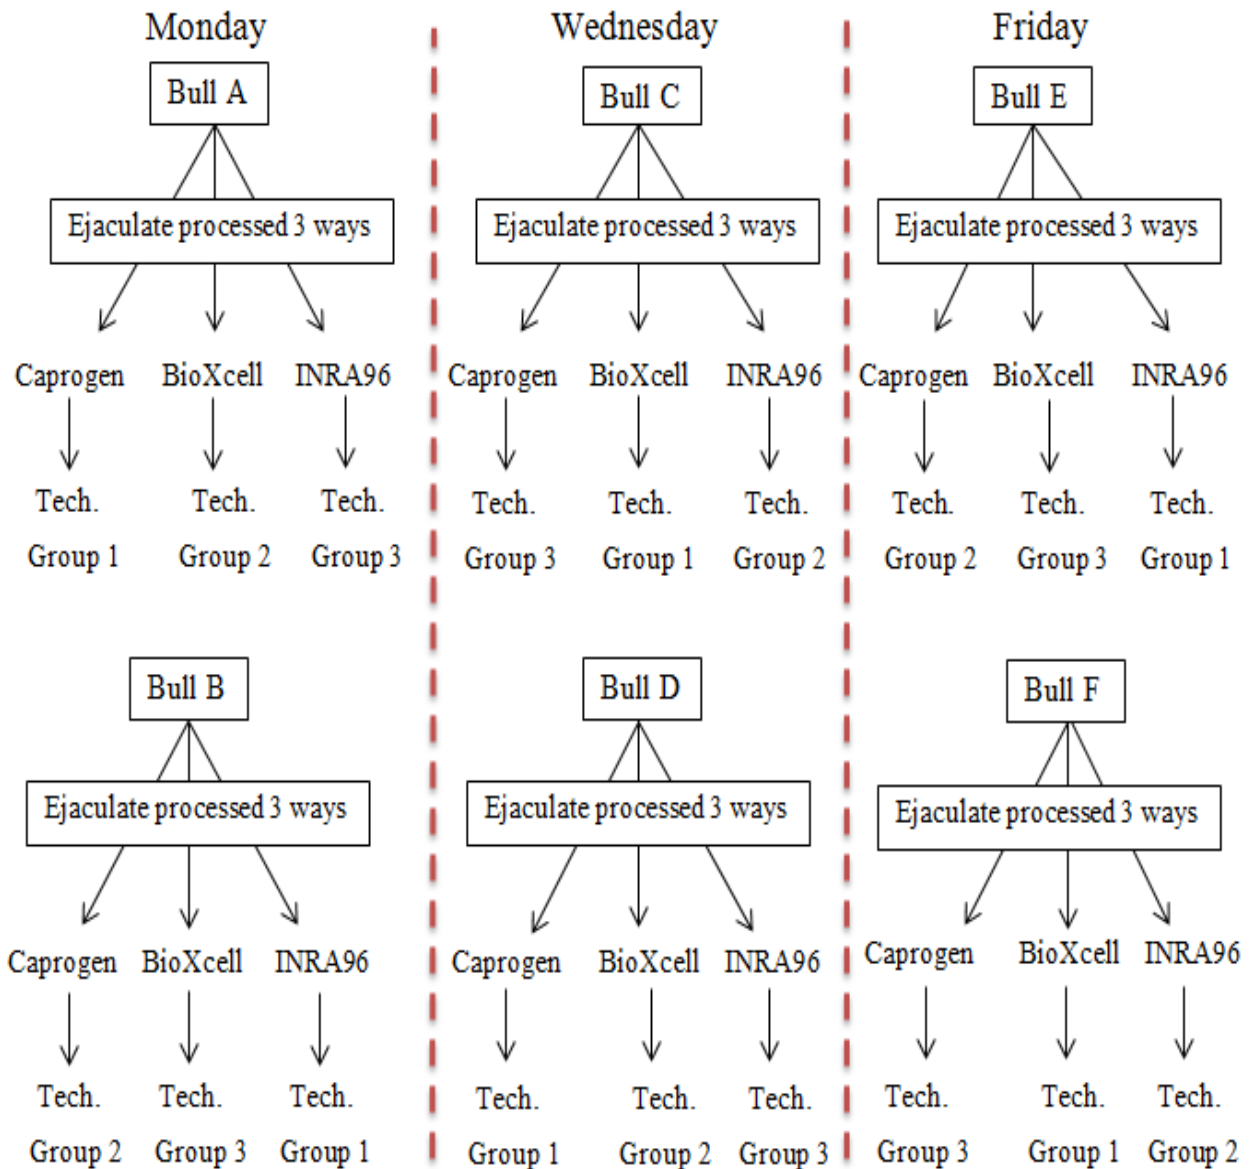 Monday Wednesday Friday
Bull A Bull C Bull E
Ejaculate processed 3 ways Ejaculate processed 3 ways Ejaculate processed 3 ways
Caprogen BioXcell INRA96 Caprogen BioXcell INRA96 Caprogen BioXcell INRA96
Tech. Tech. Tech. Tech. Tech. Tech. Tech. Tech. Tech.
Group 1 Group 2 Group 3 Group 3 Group 1 Group 2 Group 2 Group 3 Group 1
Bull B Bull D Bull F
Ejaculate processed 3 ways Ejaculate processed 3 ways Ejaculate processed 3 ways
Caprogen BioXcell INRA96 Caprogen BioXcell INRA96 Caprogen BioXcell INRA96
Tech. Tech. Tech. Tech. Tech. Tech. Tech. Tech. Tech.
Group 2 Group 3 Group 1 Group 1 Group 2 Group 3 Group 3 Group 1 Group 2